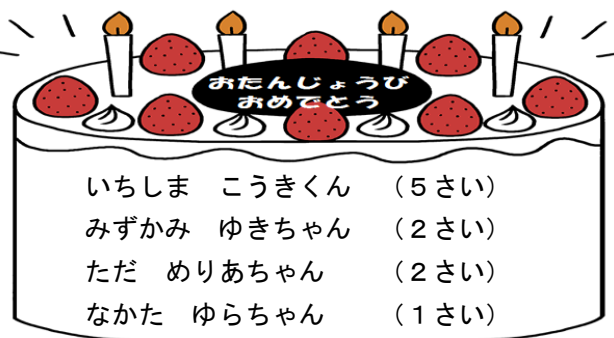 おたんじょうび
おめでとう
いちしま　こうきくん　（５さい）
みずかみ　ゆきちゃん　（２さい）
ただ　めりあちゃん　　（２さい）
なかた　ゆらちゃん　　（１さい）